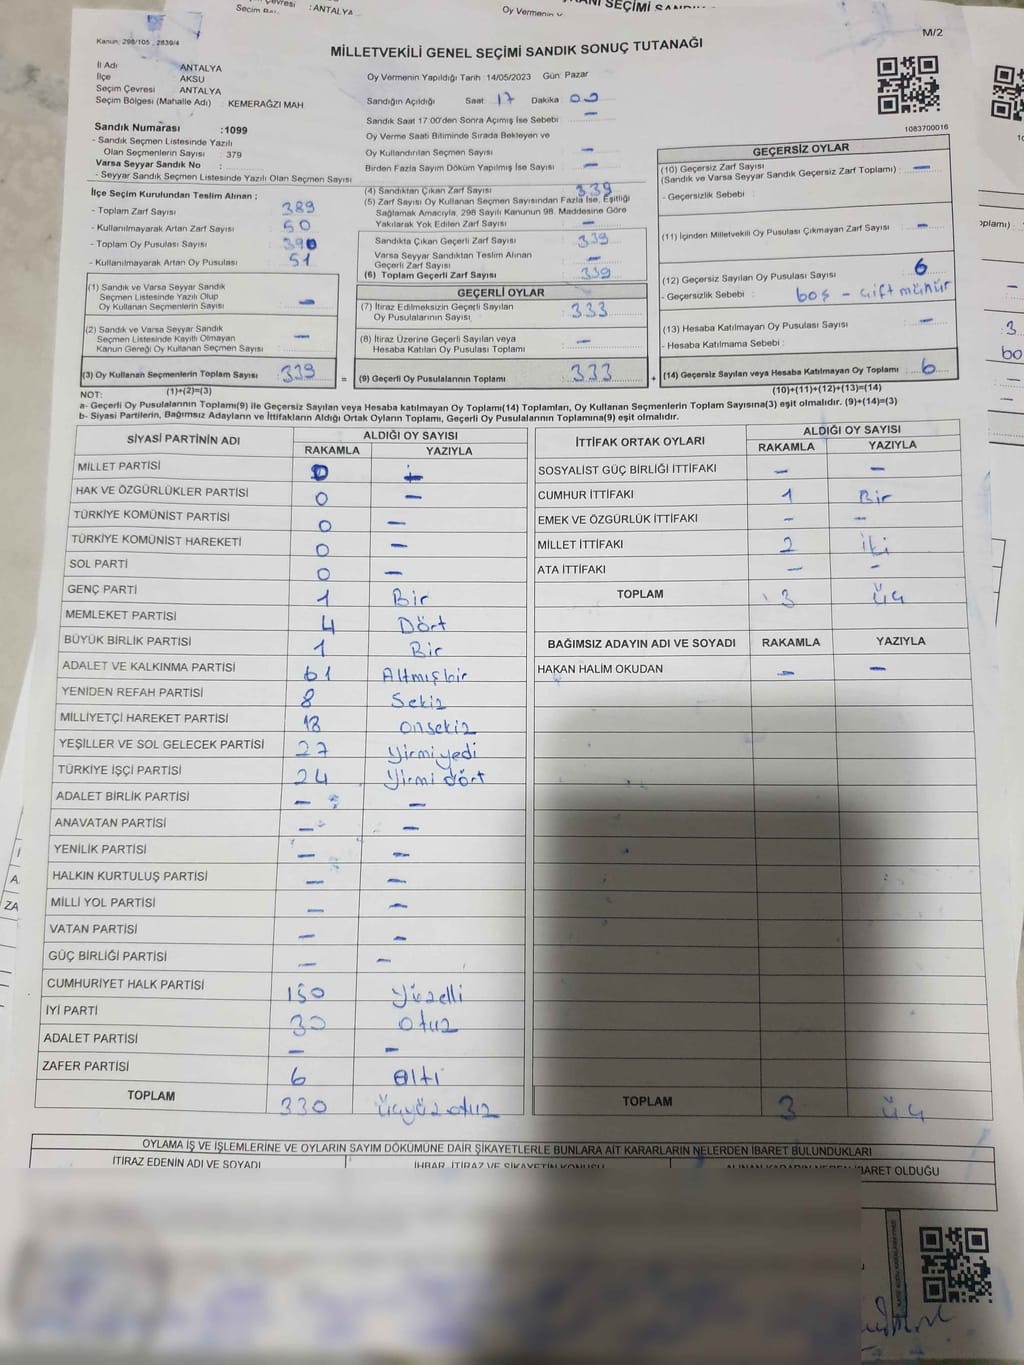 Seçim Çevresi : ANTALYA
Oy Vermenin
SEÇİMİ SANDIK
Kanun: 298/105 , 2839/4
M/2
MİLLETVEKİLİ GENEL SEÇİMİ SANDIK SONUÇ TUTANAĞI
İl Adı ANTALYA
İlçe AKSU
Seçim Çevresi ANTALYA
Seçim Bölgesi (Mahalle Adı) : KEMERAĞZI MAH
Oy Vermenin Yapıldığı Tarih :14/05/2023 Gün: Pazar
Sandığın Açıldığı Saat: 17 Dakika : 00
Sandık Saat 17:00'den Sonra Açımış İse Sebebi : –
Oy Verme Saati Bitiminde Sırada Bekleyen ve
Oy Kullandırılan Seçmen Sayısı : –
Birden Fazla Sayım Döküm Yapılmış İse Sayısı : –
1083700016
Sandık Numarası :1099
- Sandık Seçmen Listesinde Yazılı
Olan Seçmenlerin Sayısı : 379
Varsa Seyyar Sandık No :
- Seyyar Sandık Seçmen Listesinde Yazılı Olan Seçmen Sayısı
İlçe Seçim Kurulundan Teslim Alınan ;
- Toplam Zarf Sayısı : 389
- Kullanılmayarak Artan Zarf Sayısı : 50
- Toplam Oy Pusulası Sayısı : 390
- Kullanılmayarak Artan Oy Pusulası : 51
(1) Sandık ve Varsa Seyyar Sandık
Seçmen Listesinde Yazılı Olup
Oy Kullanan Seçmenlerin Sayısı : –
(2) Sandık ve Varsa Seyyar Sandık
Seçmen Listesinde Kayıtlı Olmayan
Kanun Gereği Oy Kullanan Seçmen Sayısı : –
(3) Oy Kullanan Seçmenlerin Toplam Sayısı : 339 =
(1)+(2)=(3)
(4) Sandıktan Çıkan Zarf Sayısı 339
(5) Zarf Sayısı Oy Kullanan Seçmen Sayısından Fazla İse, Eşitliği
Sağlamak Amacıyla, 298 Sayılı Kanunun 98. Maddesine Göre
Yakılarak Yok Edilen Zarf Sayısı : –
Sandıkta Çıkan Geçerli Zarf Sayısı : 339
Varsa Seyyar Sandıktan Teslim Alınan
Geçerli Zarf Sayısı : –
(6) Toplam Geçerli Zarf Sayısı : 339
GEÇERLİ OYLAR
(7) İtiraz Edilmeksizin Geçerli Sayılan
Oy Pusulalarının Sayısı : 333
(8) İtiraz Üzerine Geçerli Sayılan veya
Hesaba Katılan Oy Pusulası Toplamı : –
(9) Geçerli Oy Pusulalarının Toplamı : 333 +
GEÇERSİZ OYLAR
(10) Geçersiz Zarf Sayısı
(Sandık ve Varsa Seyyar Sandık Geçersiz Zarf Toplamı) : –
- Geçersizlik Sebebi :
(11) İçinden Milletvekili Oy Pusulası Çıkmayan Zarf Sayısı : –
(12) Geçersiz Sayılan Oy Pusulası Sayısı : 6
- Geçersizlik Sebebi : boş – çift mühür
(13) Hesaba Katılmayan Oy Pusulası Sayısı : –
- Hesaba Katılmama Sebebi :
(14) Geçersiz Sayılan veya Hesaba Katılmayan Oy Toplamı : 6
(10)+(11)+(12)+(13)=(14)
NOT:
a- Geçerli Oy Pusulalarının Toplamı(9) ile Geçersiz Sayılan veya Hesaba katılmayan Oy Toplamı(14) Toplamları, Oy Kullanan Seçmenlerin Toplam Sayısına(3) eşit olmalıdır. (9)+(14)=(3)
b- Siyasi Partilerin, Bağımsız Adayların ve İttifakların Aldığı Ortak Oyların Toplamı, Geçerli Oy Pusulalarının Toplamına(9) eşit olmalıdır.
SİYASİ PARTİNİN ADI ALDIĞI OY SAYISI
RAKAMLA YAZIYLA
MİLLET PARTİSİ 0 –
HAK VE ÖZGÜRLÜKLER PARTİSİ 0 –
TÜRKİYE KOMÜNİST PARTİSİ 0 –
TÜRKİYE KOMÜNİST HAREKETİ 0 –
SOL PARTİ 0 –
GENÇ PARTİ 1 Bir
MEMLEKET PARTİSİ 4 Dört
BÜYÜK BİRLİK PARTİSİ 1 Bir
ADALET VE KALKINMA PARTİSİ 61 Altmışbir
YENİDEN REFAH PARTİSİ 8 Sekiz
MİLLİYETÇİ HAREKET PARTİSİ 18 Onsekiz
YEŞİLLER VE SOL GELECEK PARTİSİ 27 Yirmiyedi
TÜRKİYE İŞÇİ PARTİSİ 24 Yirmi dört
ADALET BİRLİK PARTİSİ – –
ANAVATAN PARTİSİ – –
YENİLİK PARTİSİ – –
HALKIN KURTULUŞ PARTİSİ – –
MİLLİ YOL PARTİSİ – –
VATAN PARTİSİ – –
GÜÇ BİRLİĞİ PARTİSİ – –
CUMHURİYET HALK PARTİSİ 150 Yüzelli
İYİ PARTİ 30 otuz
ADALET PARTİSİ – –
ZAFER PARTİSİ 6 Altı
TOPLAM 330 üçyüz otuz
İTTİFAK ORTAK OYLARI ALDIĞI OY SAYISI
RAKAMLA YAZIYLA
SOSYALİST GÜÇ BİRLİĞİ İTTİFAKI – –
CUMHUR İTTİFAKI 1 Bir
EMEK VE ÖZGÜRLÜK İTTİFAKI – –
MİLLET İTTİFAKI 2 iki
ATA İTTİFAKI – –
TOPLAM 3 üç
BAĞIMSIZ ADAYIN ADI VE SOYADI RAKAMLA YAZIYLA
HAKAN HALİM OKUDAN – –
TOPLAM 3 üç
OYLAMA İŞ VE İŞLEMLERİNE VE OYLARIN SAYIM DÖKÜMÜNE DAİR ŞİKAYETLERLE BUNLARA AİT KARARLARIN NELERDEN İBARET BULUNDUKLARI
İTİRAZ EDENİN ADI VE SOYADI İHBAR, İTİRAZ VE ŞİKAYETİN KONUSU ALINAN KARARIN NEDEN İBARET OLDUĞU